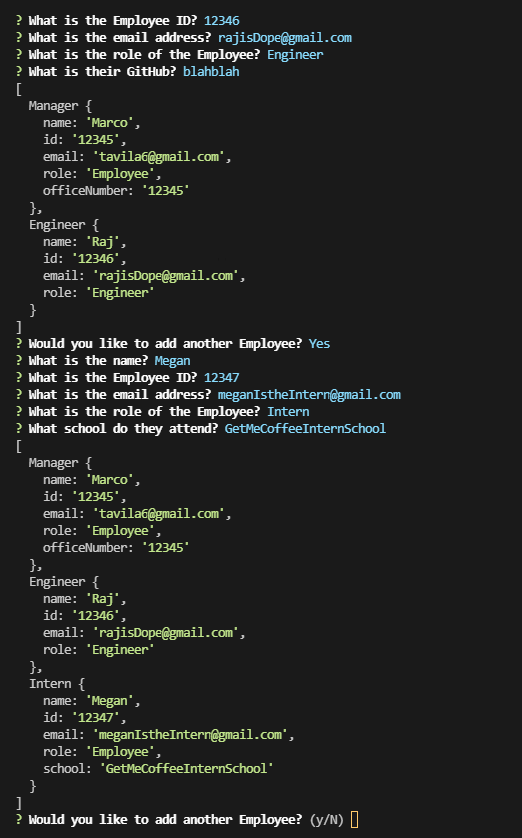 ? What is the Employee ID? 12346
? What is the email address? rajisDope@gmail.com
? What is the role of the Employee? Engineer
? What is their GitHub? blahblah
[
  Manager {
    name: 'Marco',
    id: '12345',
    email: 'tavila6@gmail.com',
    role: 'Employee',
    officeNumber: '12345'
  },
  Engineer {
    name: 'Raj',
    id: '12346',
    email: 'rajisDope@gmail.com',
    role: 'Engineer'
  }
]
? Would you like to add another Employee? Yes
? What is the name? Megan
? What is the Employee ID? 12347
? What is the email address? meganIstheIntern@gmail.com
? What is the role of the Employee? Intern
? What school do they attend? GetMeCoffeeInternSchool
[
  Manager {
    name: 'Marco',
    id: '12345',
    email: 'tavila6@gmail.com',
    role: 'Employee',
    officeNumber: '12345'
  },
  Engineer {
    name: 'Raj',
    id: '12346',
    email: 'rajisDope@gmail.com',
    role: 'Engineer'
  },
  Intern {
    name: 'Megan',
    id: '12347',
    email: 'meganIstheIntern@gmail.com',
    role: 'Employee',
    school: 'GetMeCoffeeInternSchool'
  }
]
? Would you like to add another Employee? (y/N)